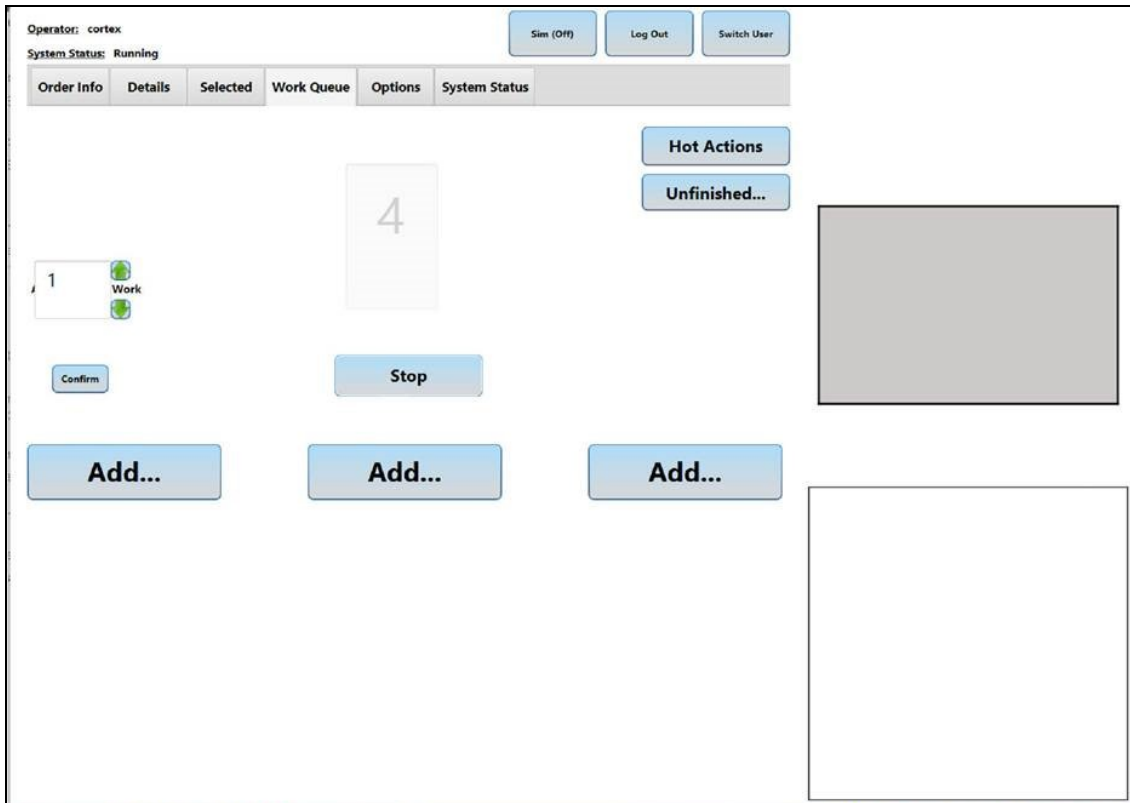 Operator: cortex
Sim (Off)
Log Out
Switch User
System Status: Running
Order Info
Details
Selected
Work Queue
Options
System Status
Hot Actions
Unfinished...
4
1
Work
Confirm
Stop
Add...
Add...
Add...